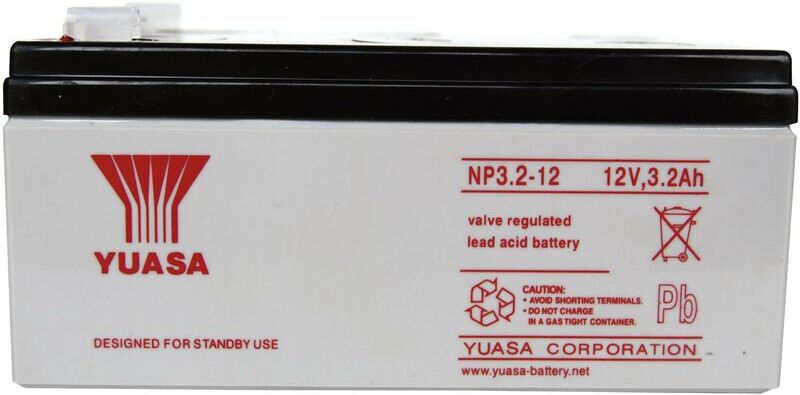 YUASA
DESIGNED FOR STANDBY USE
NP3.2-12 12V,3.2Ah
valve regulated
lead acid battery
CAUTION:
• AVOID SHORTING TERMINALS.
• DO NOT CHARGE
IN A GAS TIGHT CONTAINER.
Pb
YUASA CORPORATION
www.yuasa-battery.net